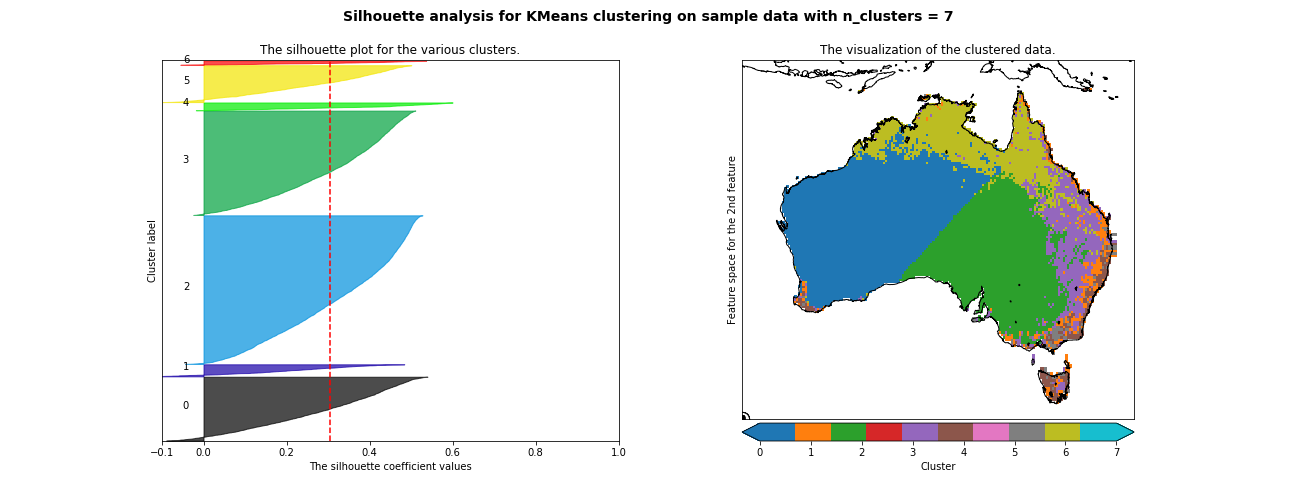 Silhouette analysis for KMeans clustering on sample data with n_clusters = 7
The silhouette plot for the various clusters.
6
5
4
3
2
1
0
Cluster label
−0.1 0.0 0.2 0.4 0.6 0.8 1.0
The silhouette coefficient values
The visualization of the clustered data.
Feature space for the 2nd feature
0 1 2 3 4 5 6 7
Cluster